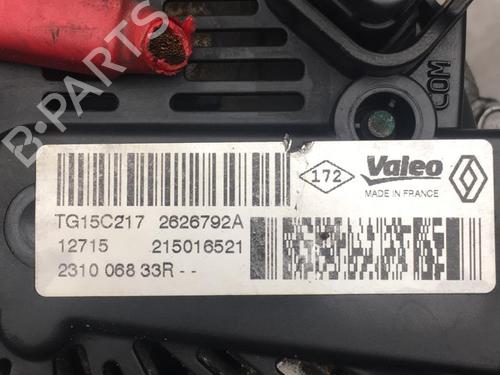 B-PARTS
COM
172
Valeo
MADE IN FRANCE
TG15C217 2626792A
12715 215016521
2310 068 33R - -